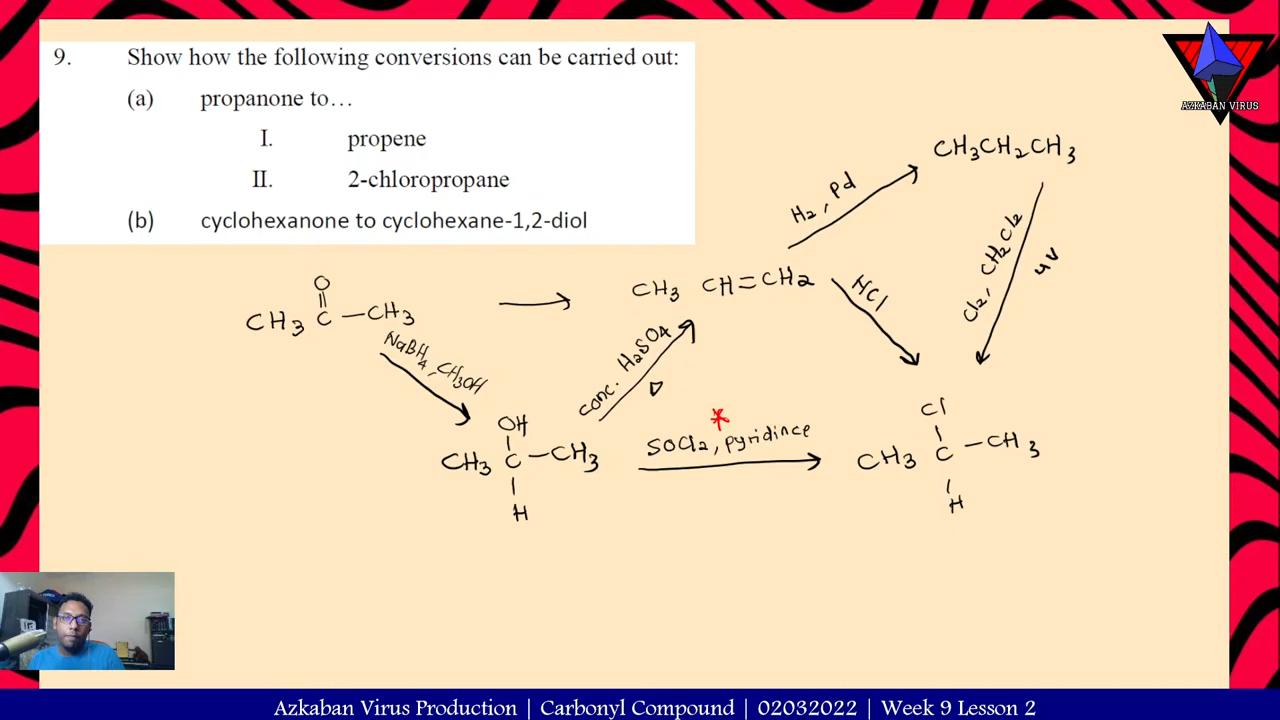 9. Show how the following conversions can be carried out:
(a) propanone to…
I. propene
II. 2-chloropropane
(b) cyclohexanone to cyclohexane-1,2-diol
AZKABAN VIRUS
CH3CH2CH3
H2, Pd
Cl2, CH2Cl2
uv
O
||
CH3 C — CH3
CH3 CH=CH2
HCl
NaBH4, CH3OH
conc. H2SO4
Δ
OH
|
CH3 C — CH3
|
H
*
SOCl2, pyridince
Cl
|
CH3 C — CH3
|
H
Azkaban Virus Production | Carbonyl Compound | 02032022 | Week 9 Lesson 2